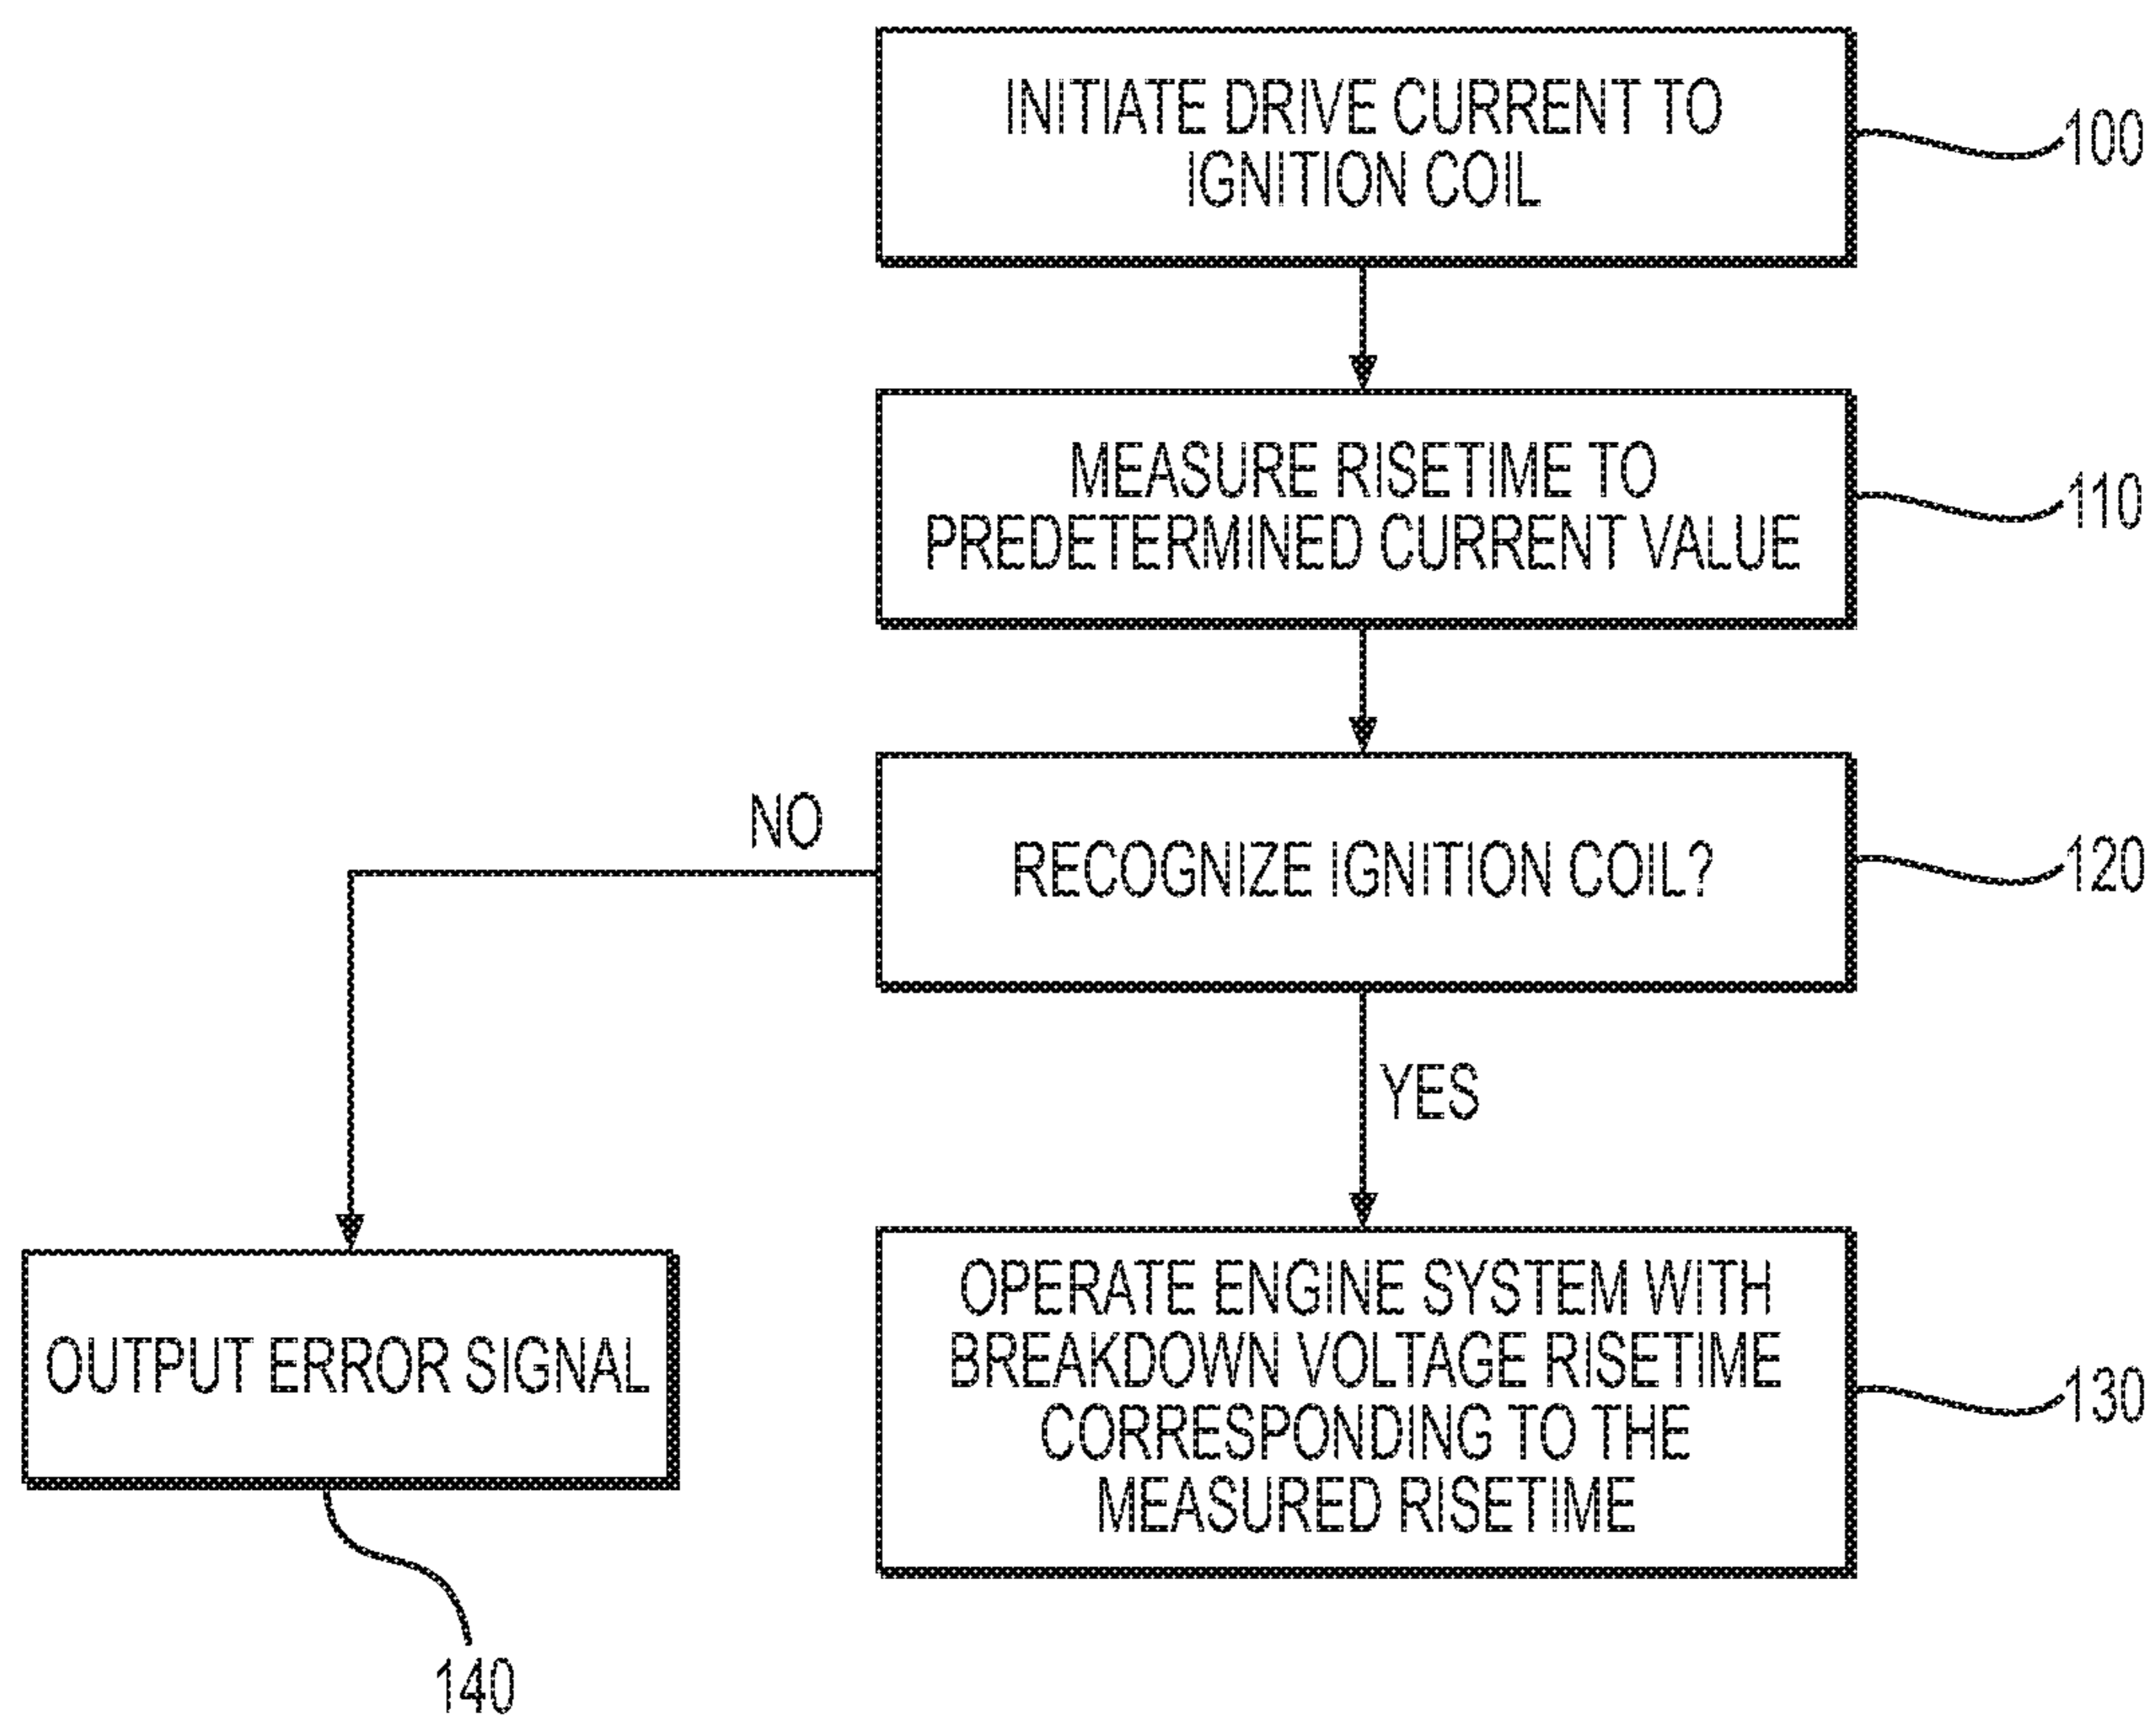 INITIATE DRIVE CURRENT TO
IGNITION COIL
100
MEASURE RISETIME TO
PREDETERMINED CURRENT VALUE
110
NO
RECOGNIZE IGNITION COIL?
120
YES
OPERATE ENGINE SYSTEM WITH
BREAKDOWN VOLTAGE RISETIME
CORRESPONDING TO THE
MEASURED RISETIME
130
OUTPUT ERROR SIGNAL
140